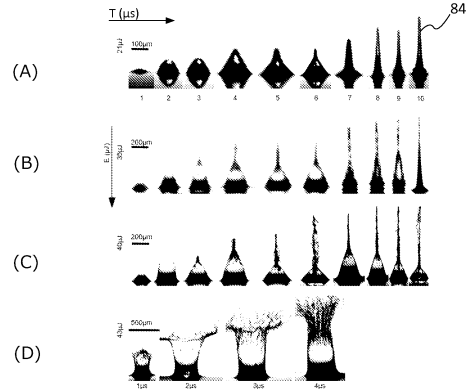 T (µs)
84
(A)
21µJ
100µm
1 2 3 4 5 6 7 8 9 10
(B)
E (µJ)
35µJ
200µm
(C)
40µJ
200µm
(D)
43µJ
500µm
1µs 2µs 3µs 4µs